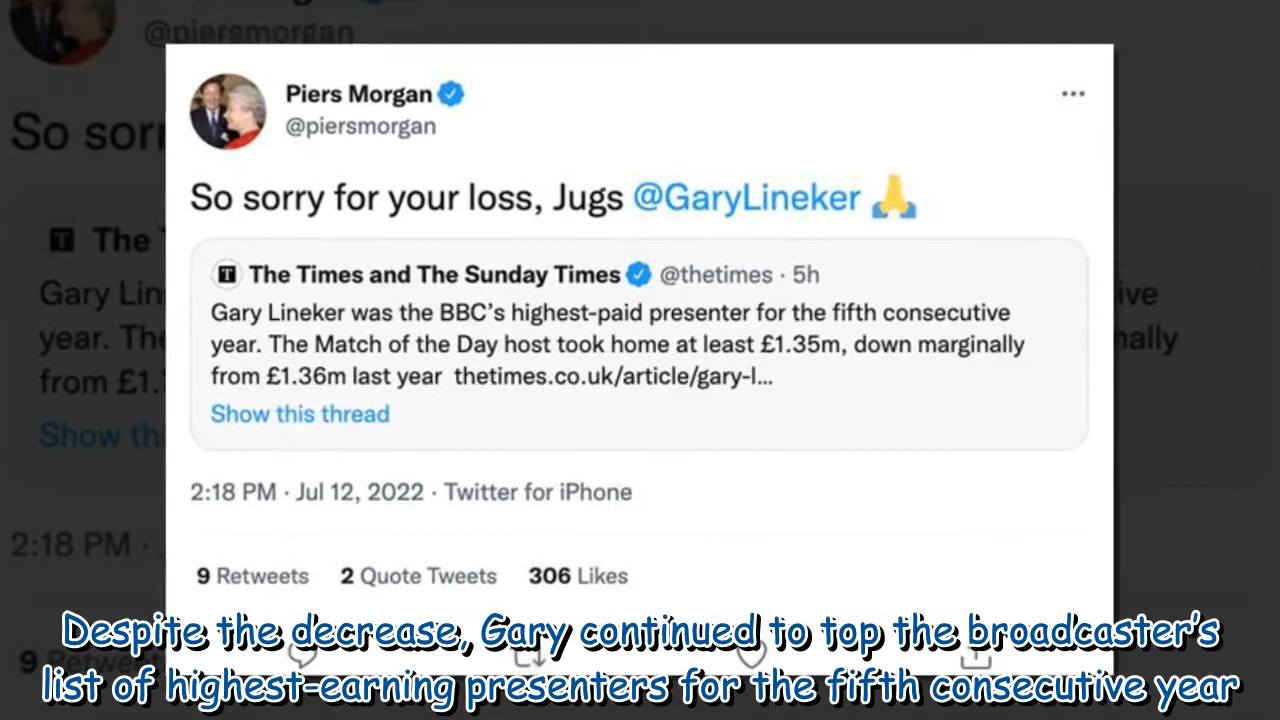 @piersmorgan
Piers Morgan
@piersmorgan
So sorry for your loss, Jugs @GaryLineker 🙏
The Times and The Sunday Times @thetimes · 5h
Gary Lineker was the BBC’s highest-paid presenter for the fifth consecutive
year. The Match of the Day host took home at least £1.35m, down marginally
from £1.36m last year thetimes.co.uk/article/gary-l...
Show this thread
2:18 PM · Jul 12, 2022 · Twitter for iPhone
9 Retweets 2 Quote Tweets 306 Likes
Despite the decrease, Gary continued to top the broadcaster’s
list of highest-earning presenters for the fifth consecutive year